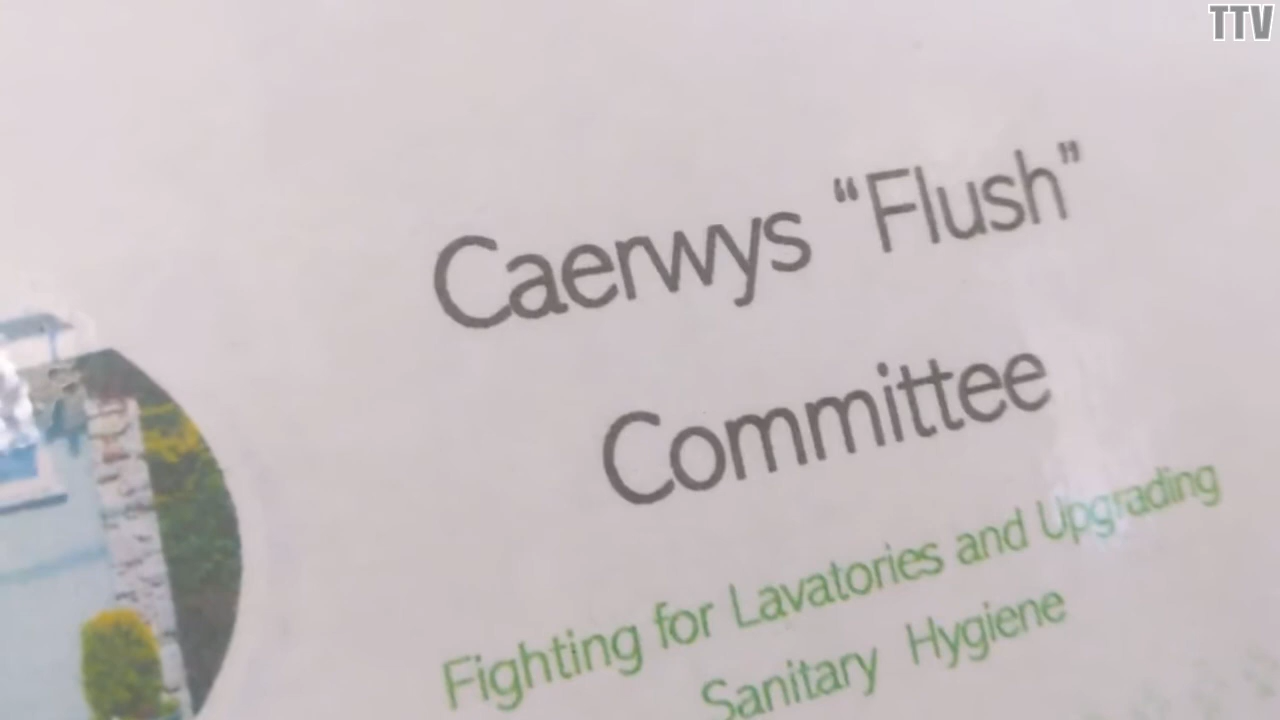 TTV
Caerwys “Flush”
Committee
Fighting for Lavatories and Upgrading
Sanitary Hygiene